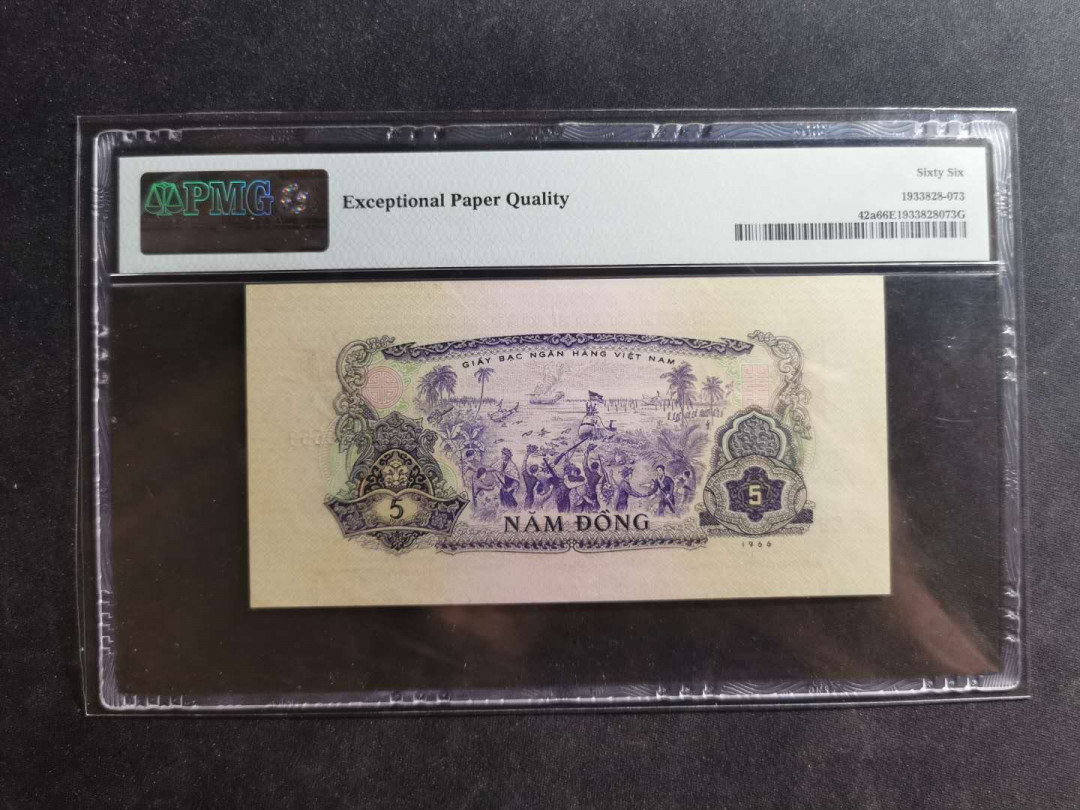 PMG
Exceptional Paper Quality
Sixty Six
1933828-073
42a66E1933828073G
GIẤY BẠC NGÂN HÀNG VIỆT NAM
5
5
NĂM ĐỒNG
1966